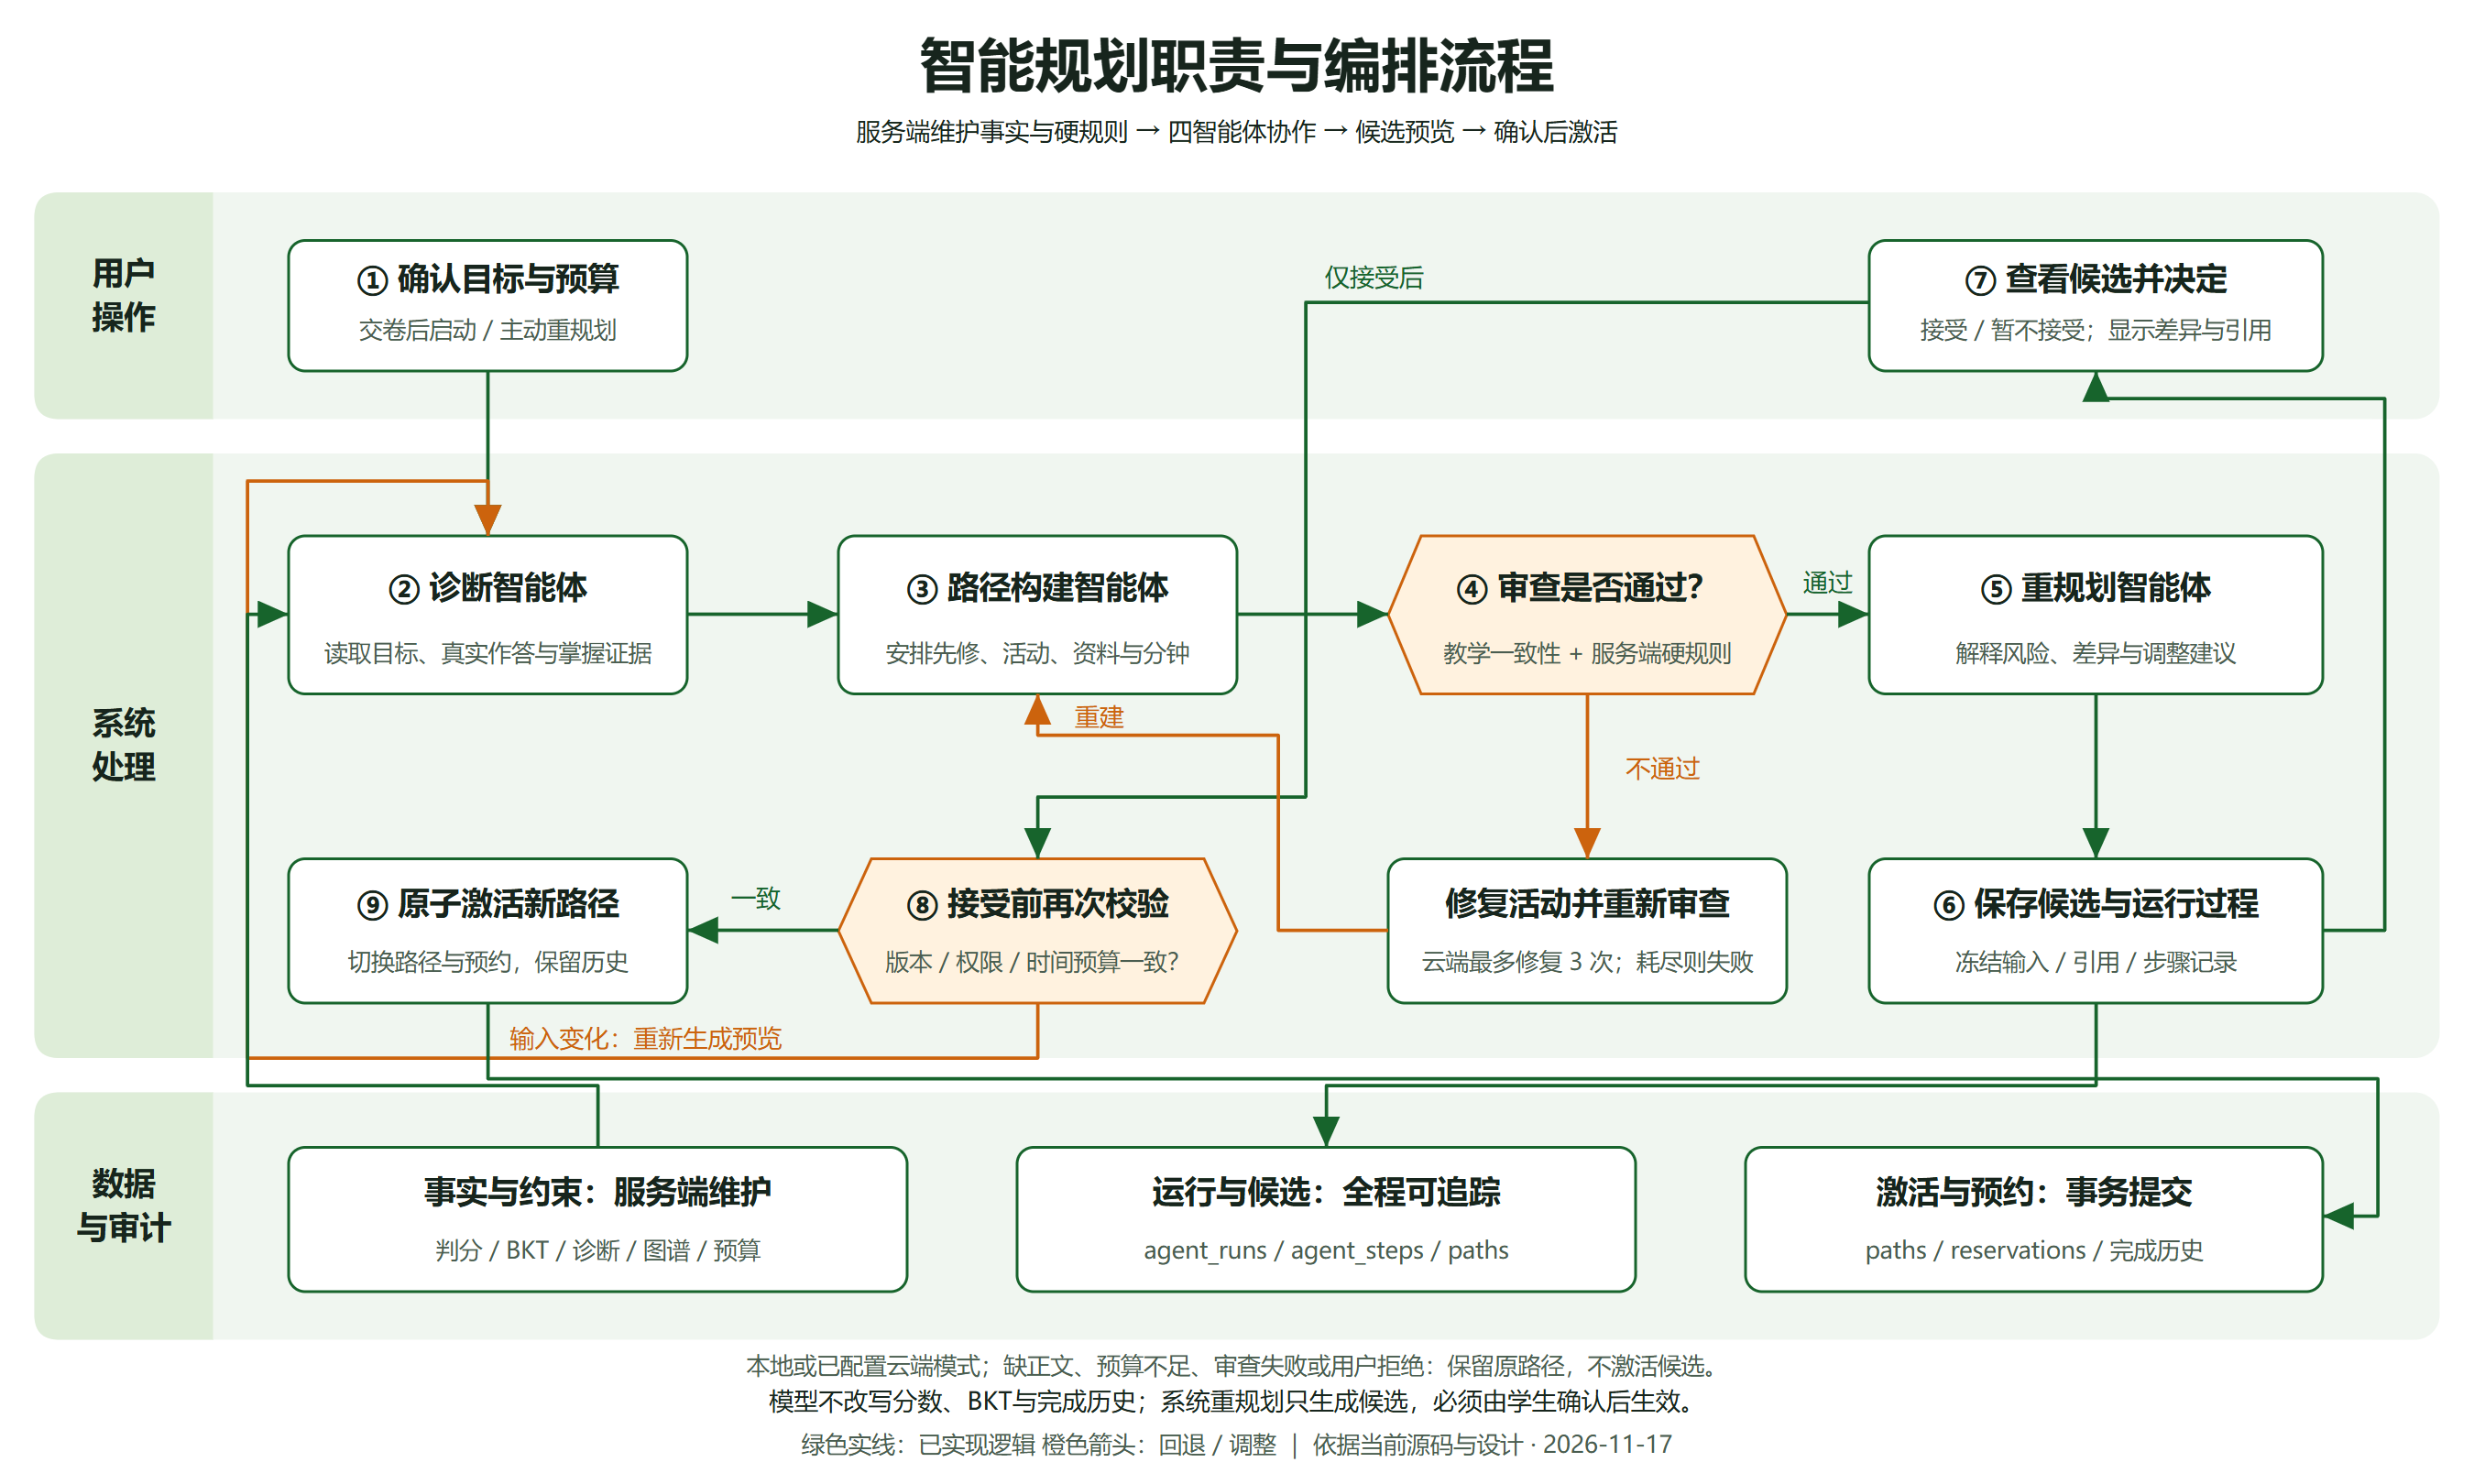 智能规划职责与编排流程
服务端维护事实与硬规则 → 四智能体协作 → 候选预览 → 确认后激活
用户
操作
① 确认目标与预算
交卷后启动 / 主动重规划
仅接受后
⑦ 查看候选并决定
接受 / 暂不接受；显示差异与引用
系统
处理
② 诊断智能体
读取目标、真实作答与掌握证据
③ 路径构建智能体
安排先修、活动、资料与分钟
④ 审查是否通过？
教学一致性 + 服务端硬规则
通过
⑤ 重规划智能体
解释风险、差异与调整建议
重建
不通过
⑨ 原子激活新路径
切换路径与预约，保留历史
一致
⑧ 接受前再次校验
版本 / 权限 / 时间预算一致？
修复活动并重新审查
云端最多修复 3 次；耗尽则失败
⑥ 保存候选与运行过程
冻结输入 / 引用 / 步骤记录
输入变化：重新生成预览
数据
与审计
事实与约束：服务端维护
判分 / BKT / 诊断 / 图谱 / 预算
运行与候选：全程可追踪
agent_runs / agent_steps / paths
激活与预约：事务提交
paths / reservations / 完成历史
本地或已配置云端模式；缺正文、预算不足、审查失败或用户拒绝：保留原路径，不激活候选。
模型不改写分数、BKT与完成历史；系统重规划只生成候选，必须由学生确认后生效。
绿色实线：已实现逻辑 橙色箭头：回退 / 调整 ｜ 依据当前源码与设计 · 2026-11-17